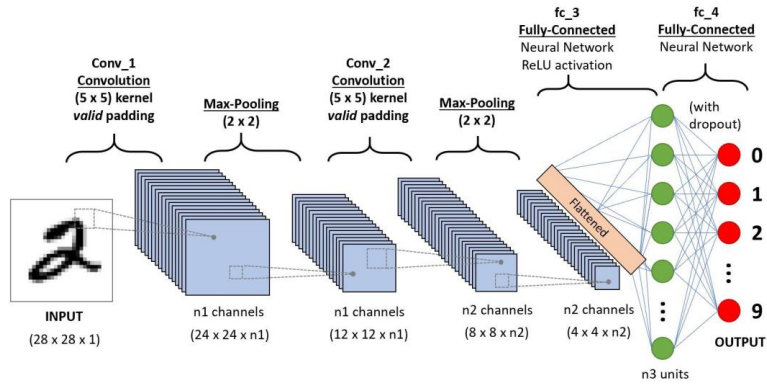 Conv_1
Convolution
(5 x 5) kernel
valid padding
Max-Pooling
(2 x 2)
Conv_2
Convolution
(5 x 5) kernel
valid padding
Max-Pooling
(2 x 2)
fc_3
Fully-Connected
Neural Network
ReLU activation
fc_4
Fully-Connected
Neural Network
(with
dropout)
2
INPUT
(28 x 28 x 1)
n1 channels
(24 x 24 x n1)
n1 channels
(12 x 12 x n1)
n2 channels
(8 x 8 x n2)
n2 channels
(4 x 4 x n2)
Flattened
n3 units
0
1
2
9
OUTPUT